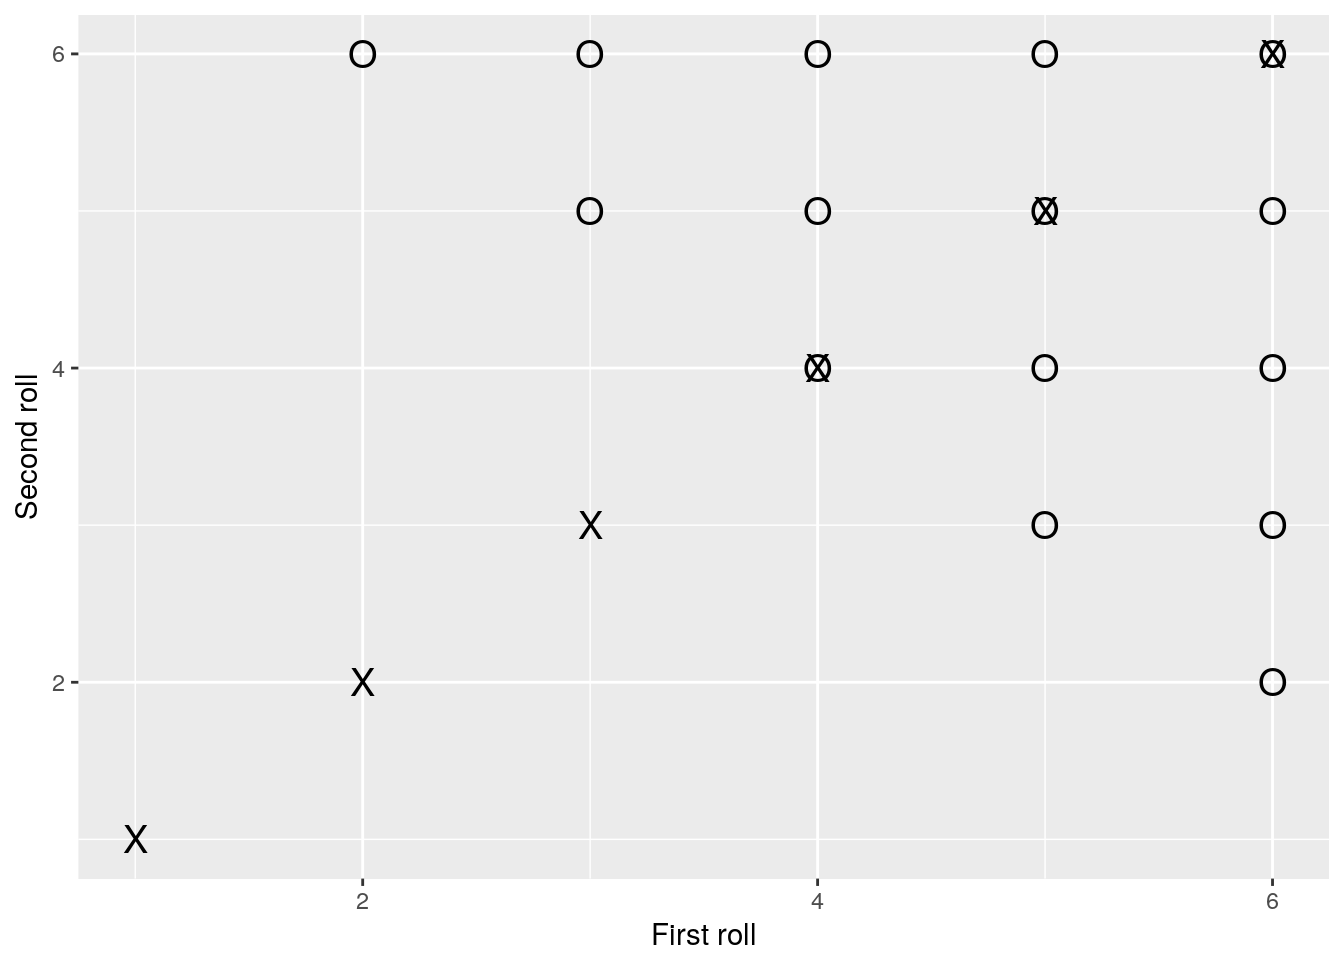 6 O O O O O X
O O O X O
4 O X O O
Second roll
X O O
2 X O
X
2 4 6
First roll